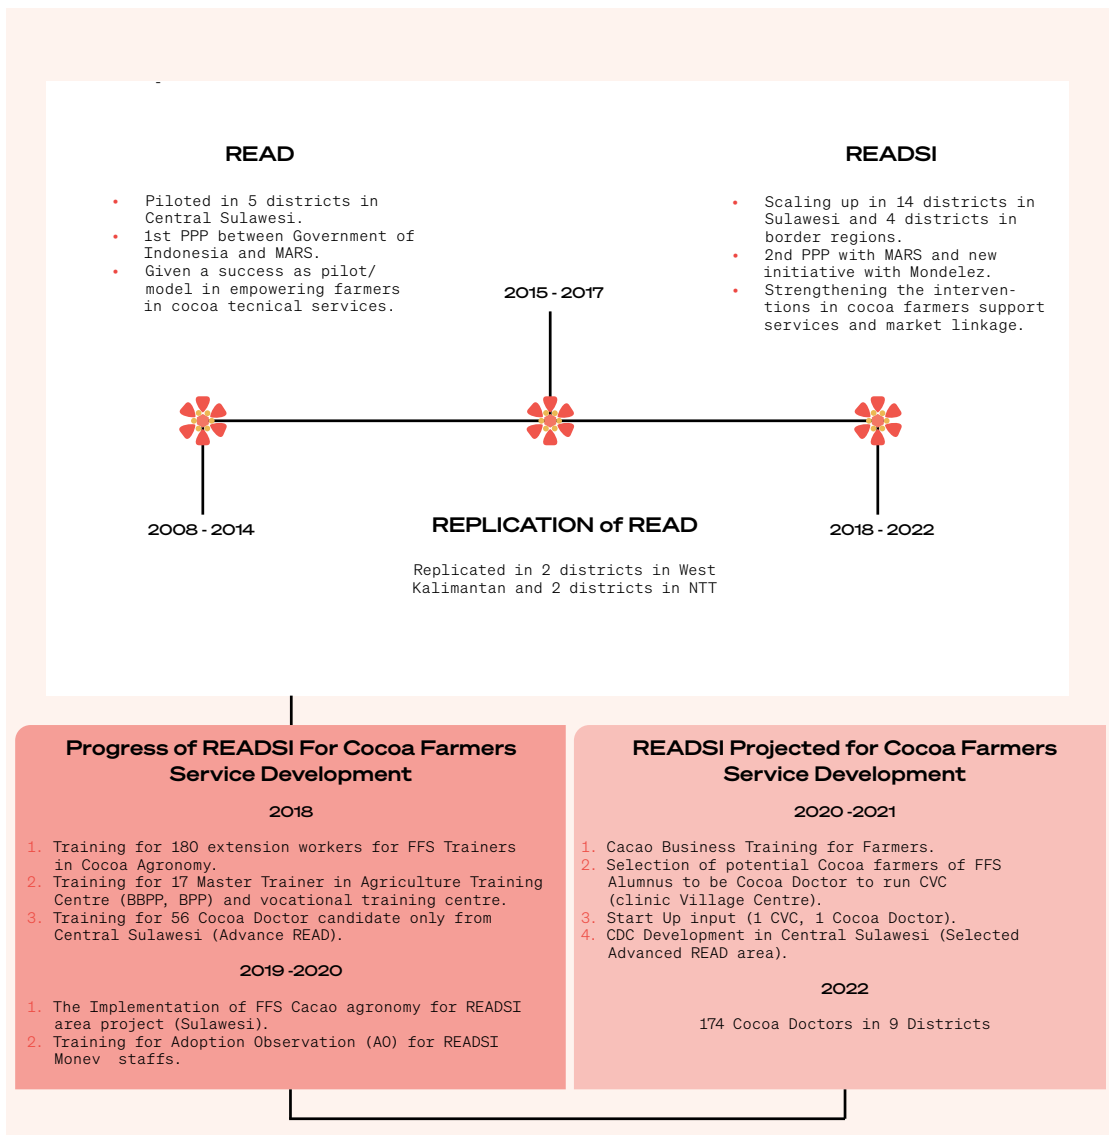 READ
• Piloted in 5 districts in
Central Sulawesi.
• 1st PPP between Government of
Indonesia and MARS.
• Given a success as pilot/
model in empowering farmers
in cocoa tecnical services.
2008 - 2014
2015 - 2017
REPLICATION of READ
Replicated in 2 districts in West
Kalimantan and 2 districts in NTT
READSI
• Scaling up in 14 districts in
Sulawesi and 4 districts in
border regions.
• 2nd PPP with MARS and new
initiative with Mondelez.
• Strengthening the interven-
tions in cocoa farmers support
services and market linkage.
2018 - 2022
Progress of READSI For Cocoa Farmers
Service Development
2018
1. Training for 180 extension workers for FFS Trainers
in Cocoa Agronomy.
2. Training for 17 Master Trainer in Agriculture Training
Centre (BBPP, BPP) and vocational training centre.
3. Training for 56 Cocoa Doctor candidate only from
Central Sulawesi (Advance READ).
2019 -2020
1. The Implementation of FFS Cacao agronomy for READSI
area project (Sulawesi).
2. Training for Adoption Observation (AO) for READSI
Monev staffs.
READSI Projected for Cocoa Farmers
Service Development
2020 -2021
1. Cacao Business Training for Farmers.
2. Selection of potential Cocoa farmers of FFS
Alumnus to be Cocoa Doctor to run CVC
(clinic Village Centre).
3. Start Up input (1 CVC, 1 Cocoa Doctor).
4. CDC Development in Central Sulawesi (Selected
Advanced READ area).
2022
174 Cocoa Doctors in 9 Districts